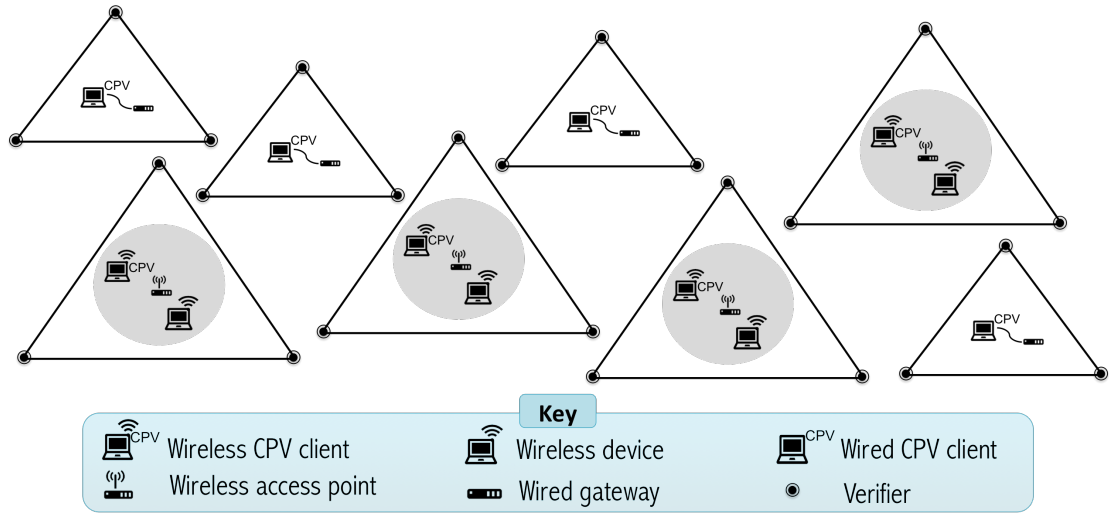 CPV
CPV
CPV
CPV
CPV
CPV
CPV
CPV
Key
CPV Wireless CPV client
Wireless device
CPV Wired CPV client
Wireless access point
Wired gateway
Verifier